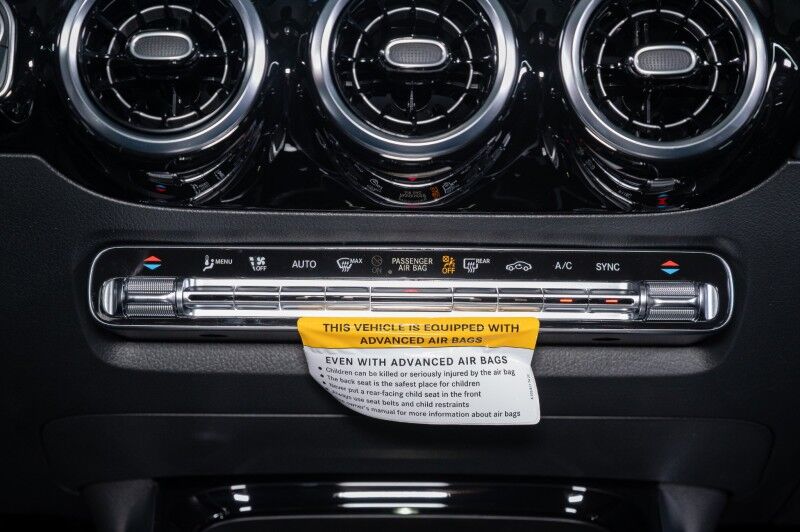 MENU OFF AUTO MAX ON PASSENGER AIR BAG OFF REAR A/C SYNC
THIS VEHICLE IS EQUIPPED WITH
ADVANCED AIR BAGS
EVEN WITH ADVANCED AIR BAGS
• Children can be killed or seriously injured by the air bag
• The back seat is the safest place for children
• Never put a rear-facing child seat in the front
• Always use seat belts and child restraints
owner's manual for more information about air bags